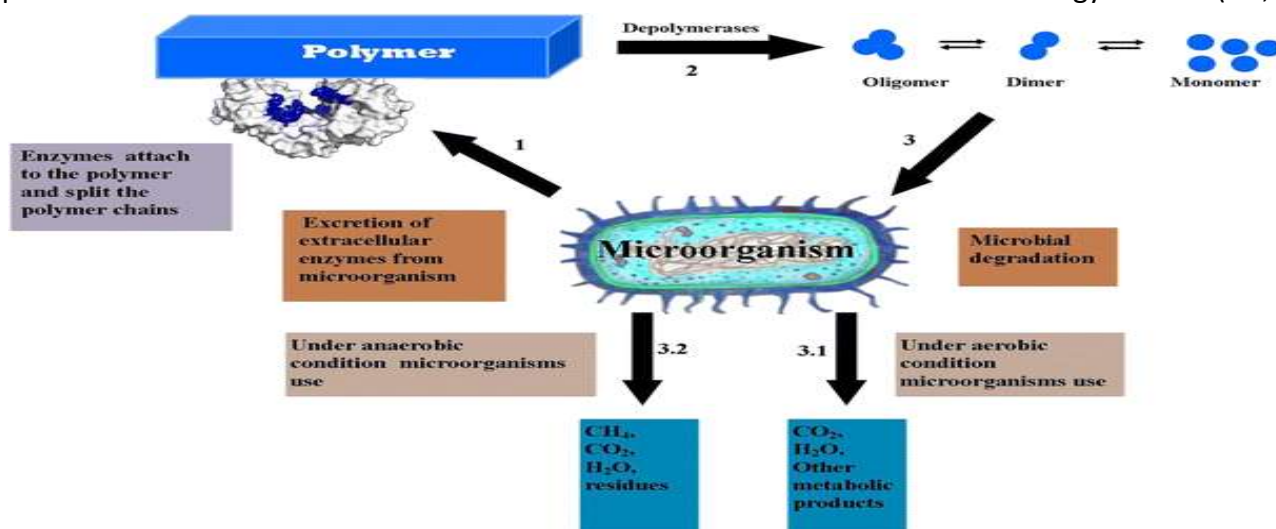 Polymer
Depolymerases
2
Oligomer
Dimer
Monomer
1
3
Enzymes attach
to the polymer
and split the
polymer chains
Excretion of
extracellular
enzymes from
microorganism
Microorganism
Microbial
degradation
Under anaerobic
condition microorganisms
use
3.2
3.1
Under aerobic
condition
microorganisms use
CH₄,
CO₂,
H₂O,
residues
CO₂,
H₂O,
Other
metabolic
products